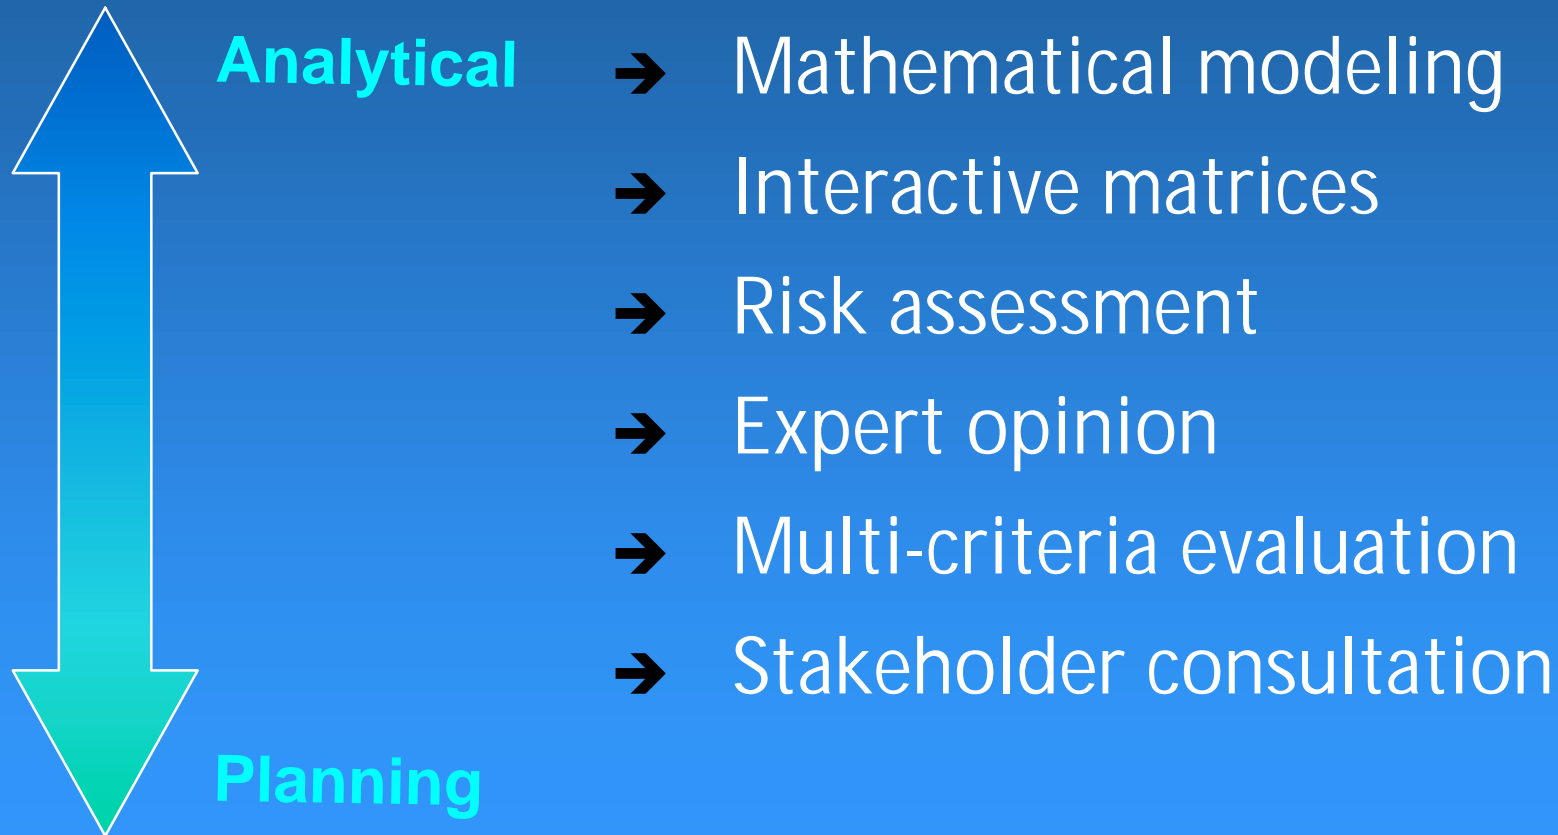 Analytical ➔ Mathematical modeling
➔ Interactive matrices
➔ Risk assessment
➔ Expert opinion
➔ Multi-criteria evaluation
➔ Stakeholder consultation
Planning